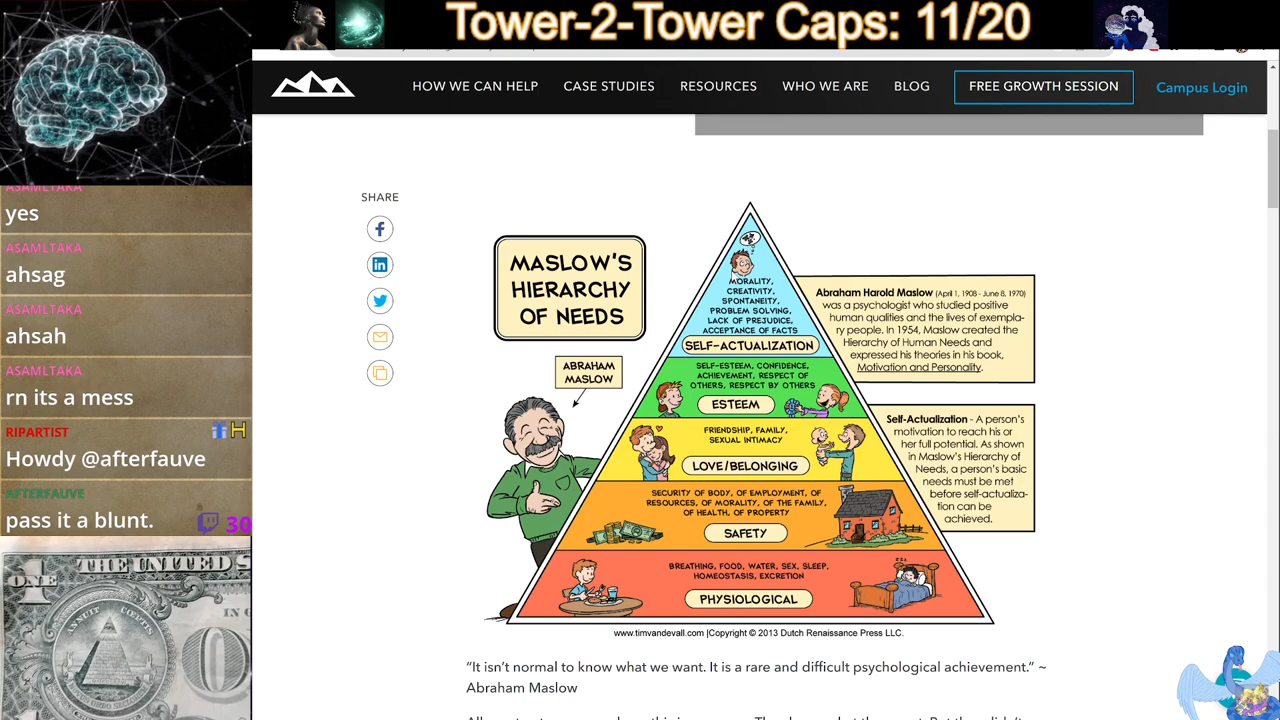 Tower-2-Tower Caps: 11/20
HOW WE CAN HELP
CASE STUDIES
RESOURCES
WHO WE ARE
BLOG
FREE GROWTH SESSION
Campus Login
ASAMLTAKA
yes
ASAMLTAKA
ahsag
ASAMLTAKA
ahsah
ASAMLTAKA
rn its a mess
RIPARTIST
Howdy @afterfauve
AFTERFAUVE
pass it a blunt.
30
ONE
THE UNITED S
ANNUIT COEPTIS
SHARE
MASLOW'S
HIERARCHY
OF NEEDS
ABRAHAM
MASLOW
MORALITY,
CREATIVITY,
SPONTANEITY,
PROBLEM SOLVING,
LACK OF PREJUDICE,
ACCEPTANCE OF FACTS
SELF-ACTUALIZATION
SELF-ESTEEM, CONFIDENCE,
ACHIEVEMENT, RESPECT OF
OTHERS, RESPECT BY OTHERS
ESTEEM
FRIENDSHIP, FAMILY,
SEXUAL INTIMACY
LOVE/BELONGING
SECURITY OF BODY, OF EMPLOYMENT, OF
RESOURCES, OF MORALITY, OF THE FAMILY,
OF HEALTH, OF PROPERTY
SAFETY
BREATHING, FOOD, WATER, SEX, SLEEP,
HOMEOSTASIS, EXCRETION
PHYSIOLOGICAL
Abraham Harold Maslow (April 1, 1908 - June 8, 1970)
was a psychologist who studied positive
human qualities and the lives of exempla-
ry people. In 1954, Maslow created the
Hierarchy of Human Needs and
expressed his theories in his book,
Motivation and Personality.
Self-Actualization - A person's
motivation to reach his or
her full potential. As shown
in Maslow's Hierarchy of
Needs, a person's basic
needs must be met
before self-actualiza-
tion can be
achieved.
www.timvandevall.com |Copyright © 2013 Dutch Renaissance Press LLC.
“It isn’t normal to know what we want. It is a rare and difficult psychological achievement.” ~
Abraham Maslow